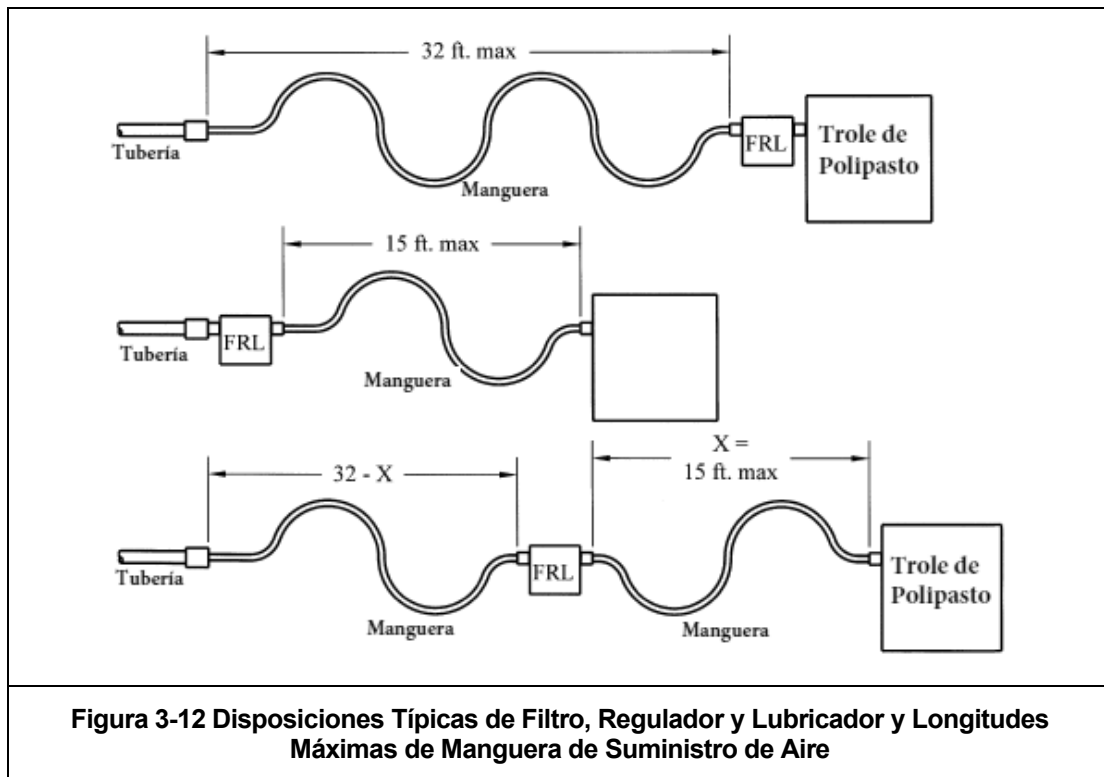 32 ft. max
Tubería
Manguera
FRL
Trole de
Polipasto
15 ft. max
Tubería
FRL
Manguera
32 - X
X =
15 ft. max
Tubería
Manguera
FRL
Manguera
Trole de
Polipasto
Figura 3-12 Disposiciones Típicas de Filtro, Regulador y Lubricador y Longitudes
Máximas de Manguera de Suministro de Aire